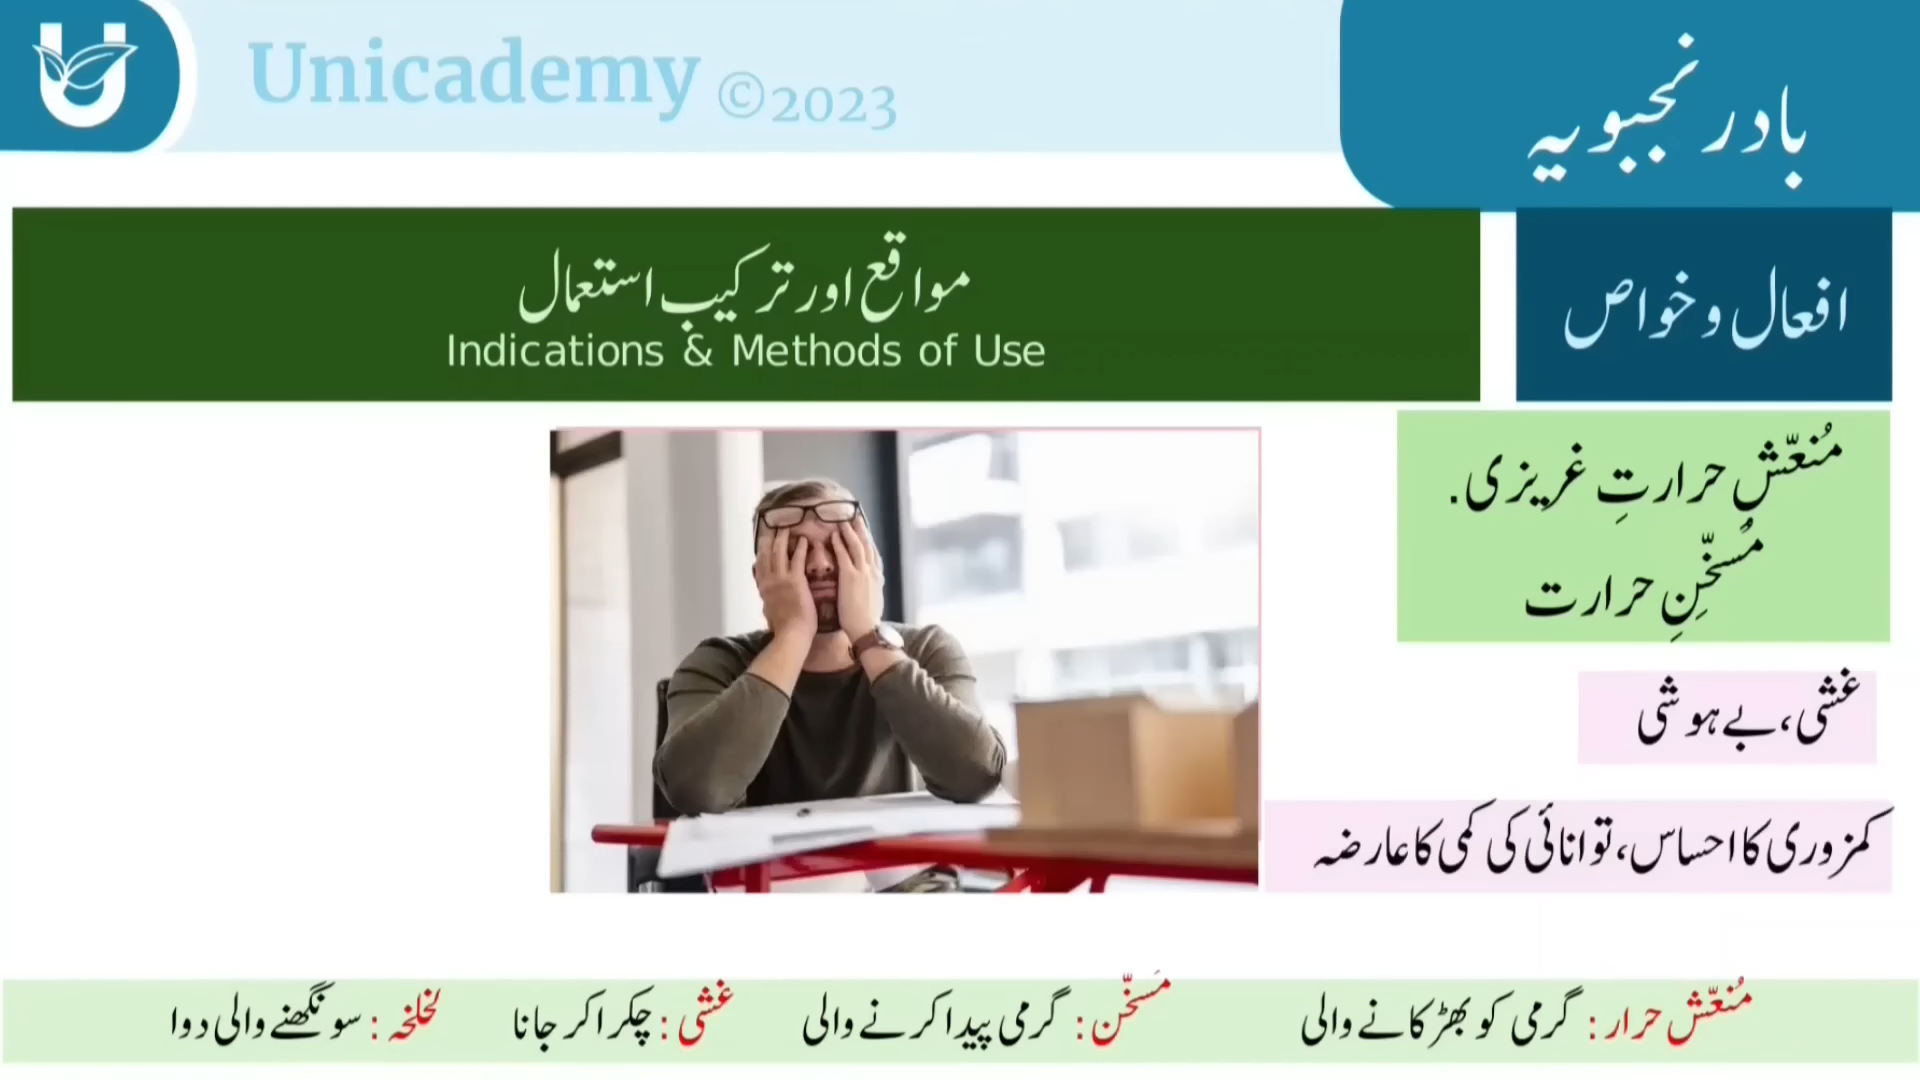 Unicademy ©2023
بادرنجبویہ
افعال و خواص
مواقع اور ترکیب استعمال
Indications & Methods of Use
مُنعّش حرارتِ غریزی.
مُسخّنِ حرارت
غشی، بے ہوشی
کمزوری کا احساس، توانائی کی کمی کا عارضہ
مُنعّش حرار : گرمی کو بھڑکانے والی مُسخّن : گرمی پیدا کرنے والی غشی : چکرا کر جانا لخلخہ : سونگھنے والی دوا